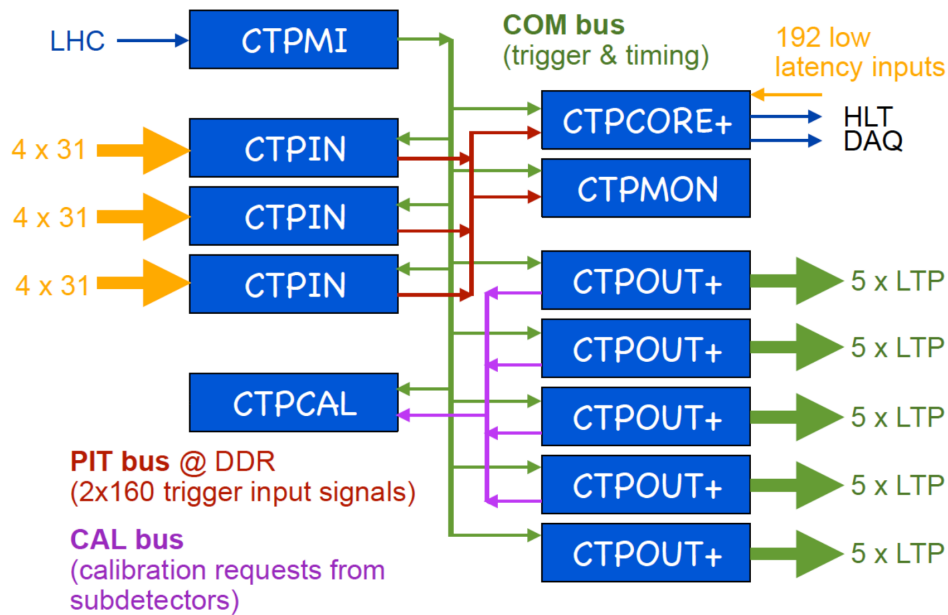 LHC
CTPMI
COM bus
(trigger & timing)
192 low
latency inputs
4 x 31
CTPIN
CTPCORE+
HLT
DAQ
4 x 31
CTPIN
CTPMON
4 x 31
CTPIN
CTPOUT+
5 x LTP
CTPOUT+
5 x LTP
CTPCAL
CTPOUT+
5 x LTP
PIT bus @ DDR
(2x160 trigger input signals)
CTPOUT+
5 x LTP
CAL bus
(calibration requests from
subdetectors)
CTPOUT+
5 x LTP